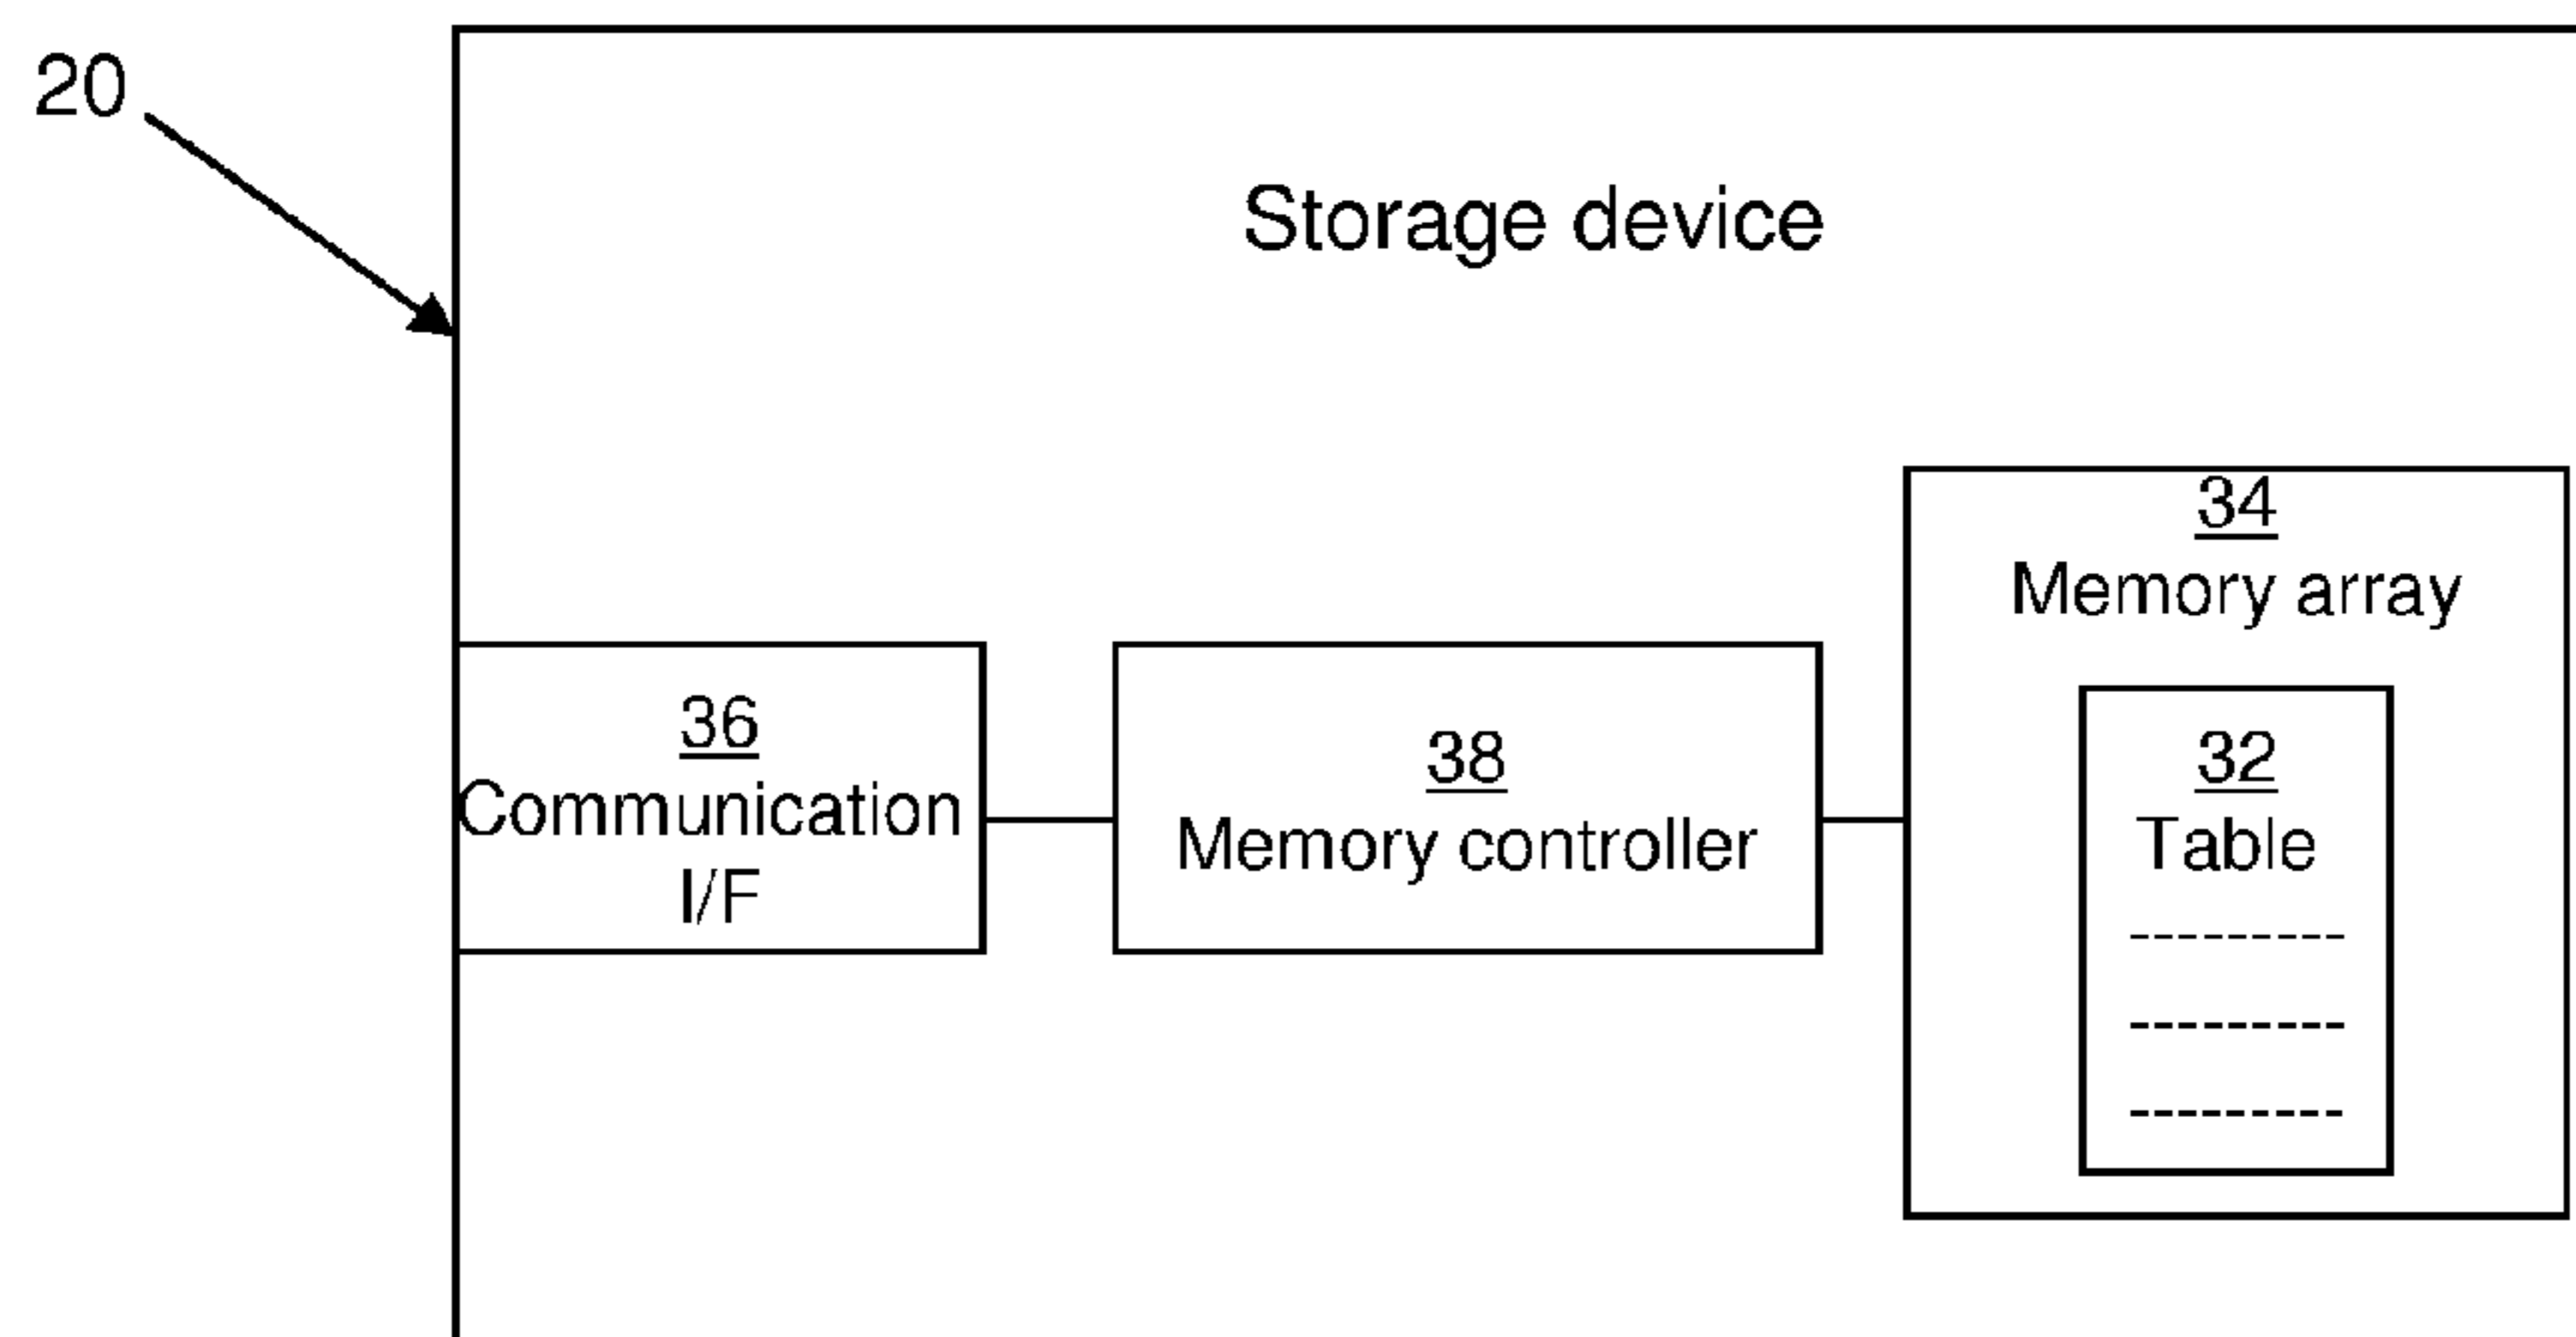 20
Storage device
34
Memory array
36
Communication
I/F
38
Memory controller
32
Table